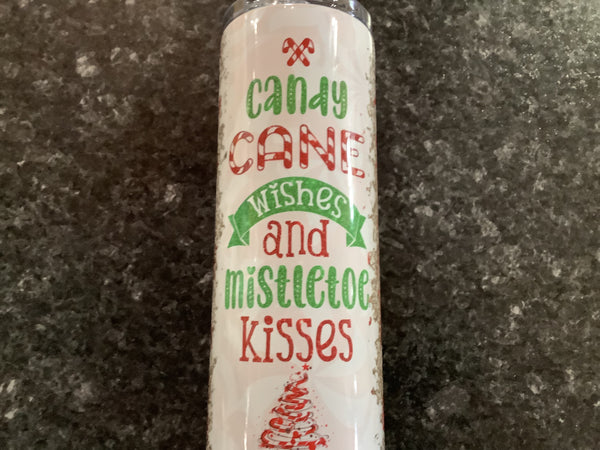 candy
CANE
Wishes
and
mistletoe
kisses